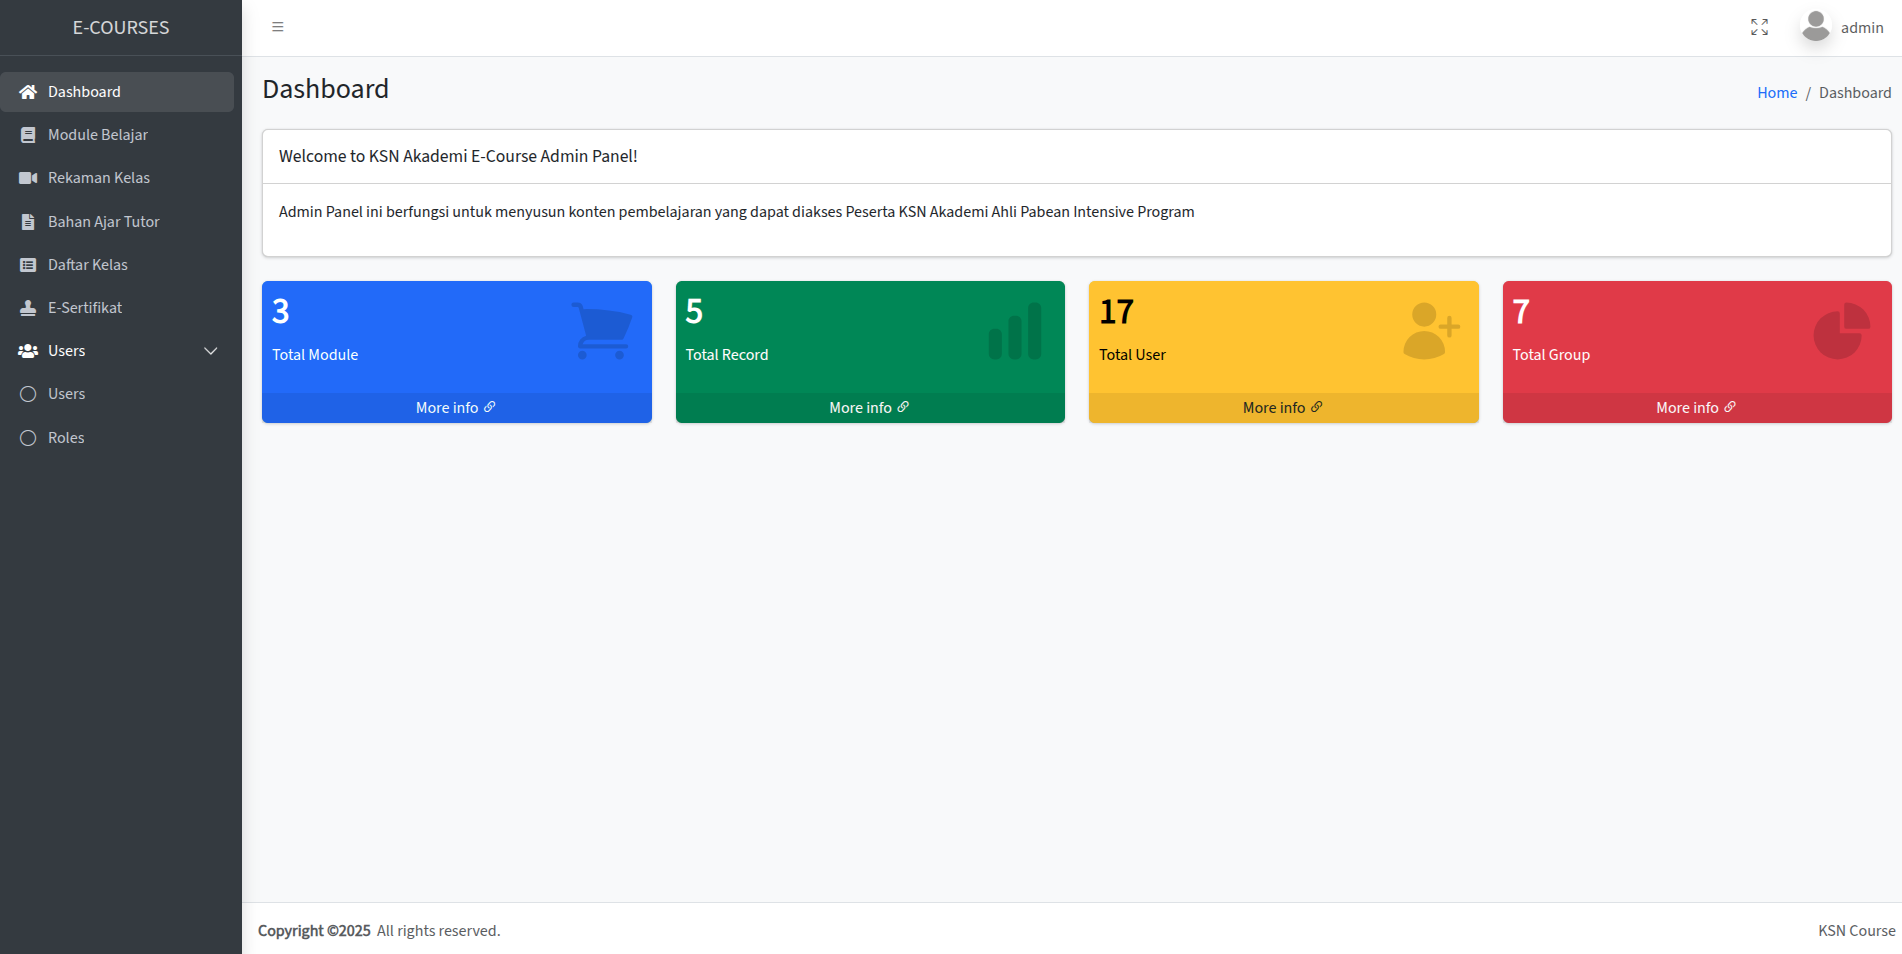 E-COURSES
admin
Dashboard
Module Belajar
Rekaman Kelas
Bahan Ajar Tutor
Daftar Kelas
E-Sertifikat
Users
Users
Roles
Dashboard
Home / Dashboard
Welcome to KSN Akademi E-Course Admin Panel!
Admin Panel ini berfungsi untuk menyusun konten pembelajaran yang dapat diakses Peserta KSN Akademi Ahli Pabean Intensive Program
3
Total Module
More info
5
Total Record
More info
17
Total User
More info
7
Total Group
More info
Copyright ©2025 All rights reserved.
KSN Course